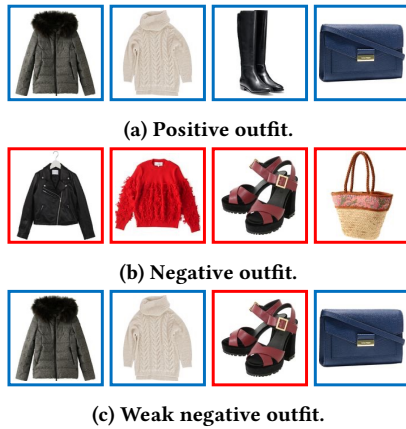 (a) Positive outfit.
(b) Negative outfit.
(c) Weak negative outfit.